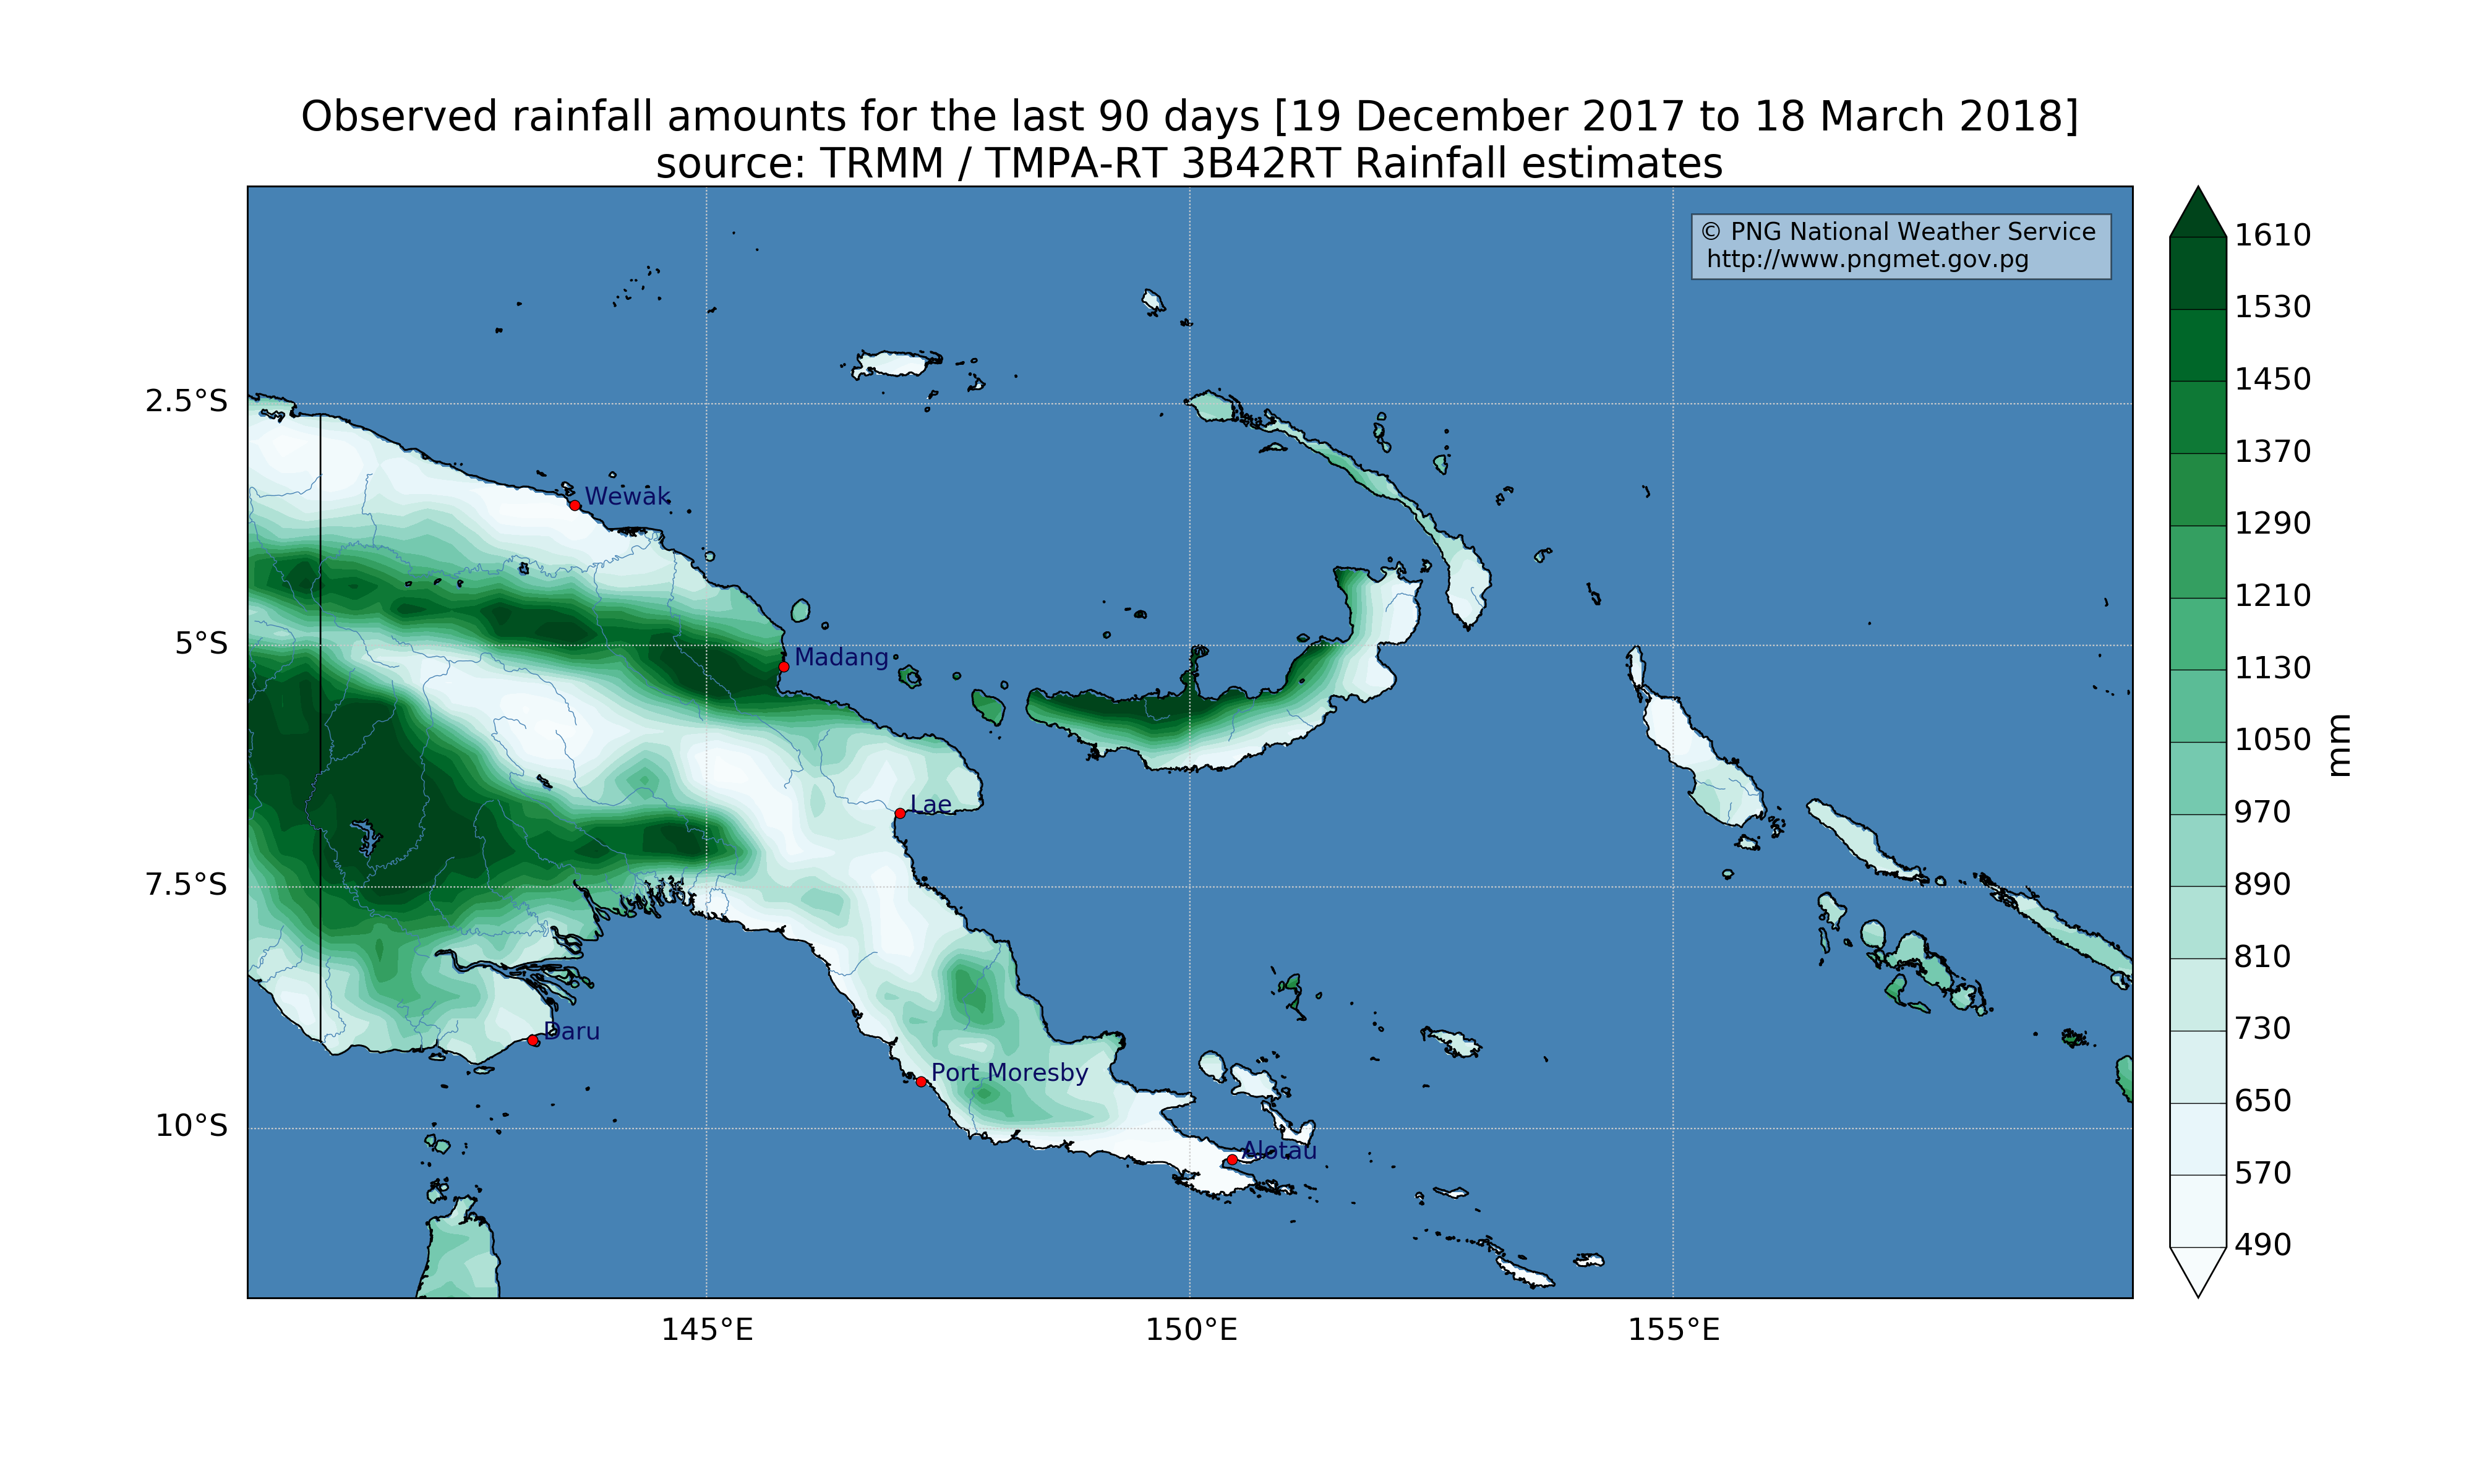 Observed rainfall amounts for the last 90 days [19 December 2017 to 18 March 2018]
source: TRMM / TMPA-RT 3B42RT Rainfall estimates
© PNG National Weather Service
http://www.pngmet.gov.pg
2.5°S
5°S
7.5°S
10°S
Wewak
Madang
Lae
Daru
Port Moresby
Alotau
145°E
150°E
155°E
1610
1530
1450
1370
1290
1210
1130
1050
970
890
810
730
650
570
490
mm